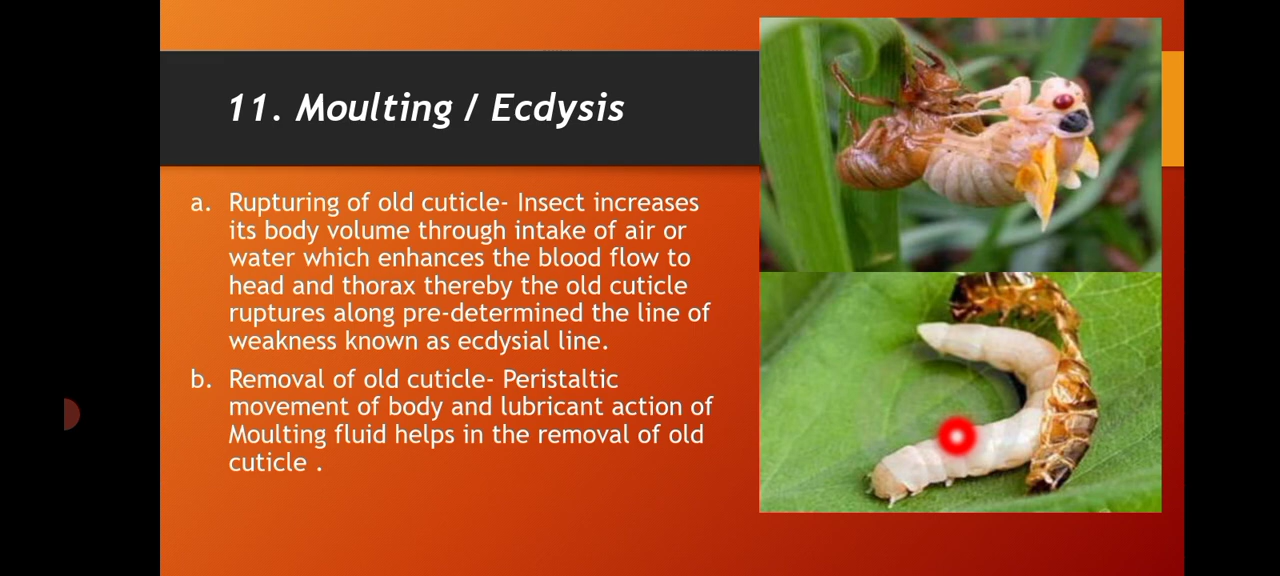 11. Moulting / Ecdysis
a. Rupturing of old cuticle- Insect increases
its body volume through intake of air or
water which enhances the blood flow to
head and thorax thereby the old cuticle
ruptures along pre-determined the line of
weakness known as ecdysial line.
b. Removal of old cuticle- Peristaltic
movement of body and lubricant action of
Moulting fluid helps in the removal of old
cuticle .